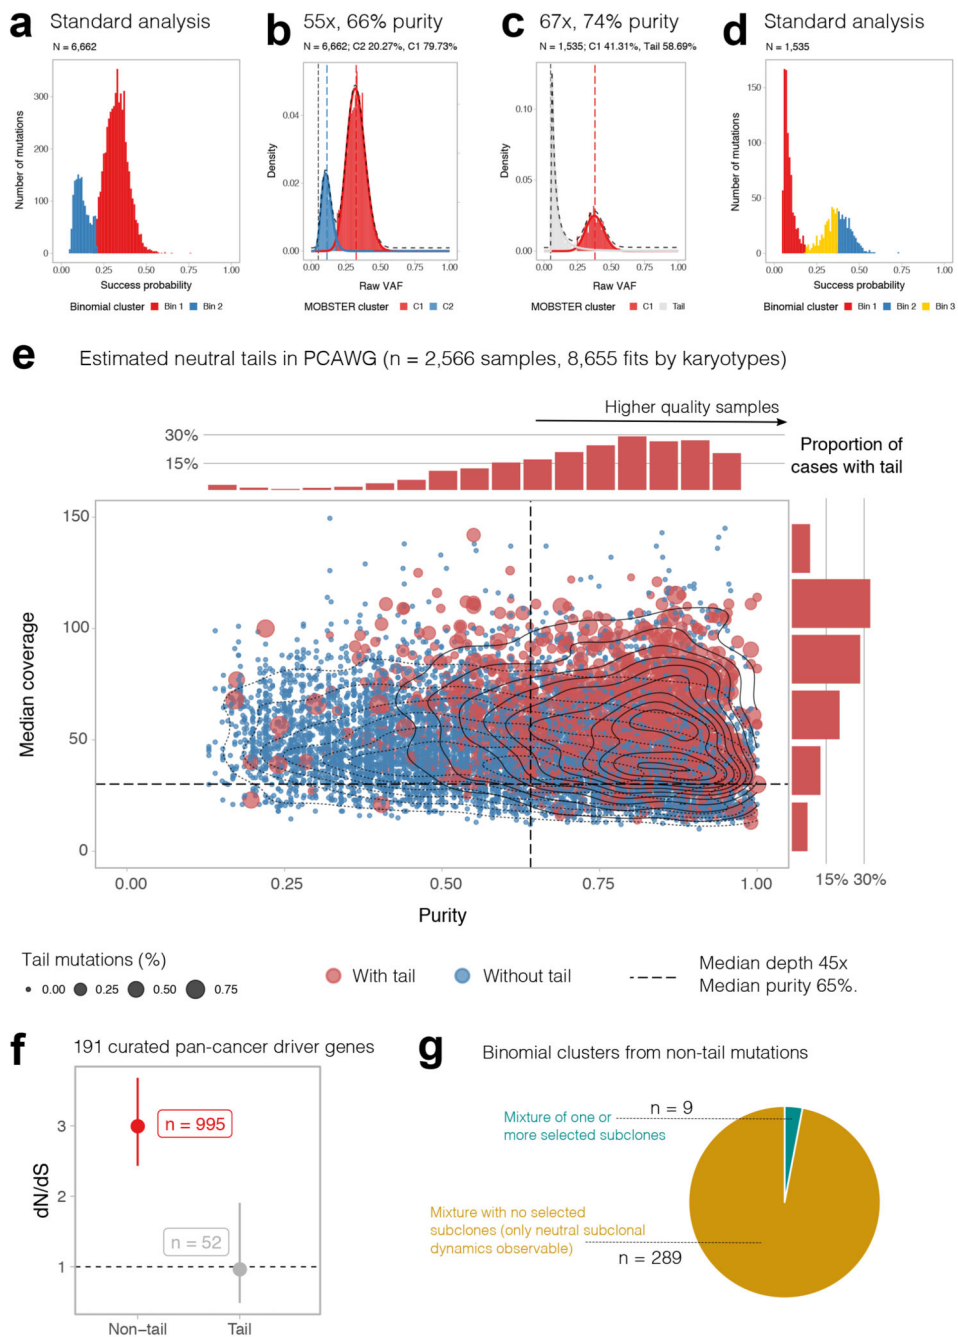 a Standard analysis
N = 6,662
Number of mutations
300
200
100
0
0.00 0.25 0.50 0.75 1.00
Success probability
Binomial cluster Bin 1 Bin 2
b 55x, 66% purity
N = 6,662; C2 20.27%, C1 79.73%
Density
0.04
0.02
0.00
0.00 0.25 0.50 0.75 1.00
Raw VAF
MOBSTER cluster C1 C2
c 67x, 74% purity
N = 1,535; C1 41.31%, Tail 58.69%
Density
0.10
0.05
0.00
0.00 0.25 0.50 0.75 1.00
Raw VAF
MOBSTER cluster C1 Tail
d Standard analysis
N = 1,535
Number of mutations
150
100
50
0
0.00 0.25 0.50 0.75 1.00
Success probability
Binomial cluster Bin 1 Bin 2 Bin 3
e Estimated neutral tails in PCAWG (n = 2,566 samples, 8,655 fits by karyotypes)
Higher quality samples
30%
15%
Proportion of
cases with tail
Median coverage
150
100
50
0
0.00 0.25 0.50 0.75 1.00
15% 30%
Purity
Tail mutations (%)
0.00 0.25 0.50 0.75
With tail Without tail
Median depth 45x
Median purity 65%.
f 191 curated pan-cancer driver genes
dN/dS
3
2
1
n = 995
n = 52
Non-tail Tail
g Binomial clusters from non-tail mutations
Mixture of one or
more selected subclones
n = 9
Mixture with no selected
subclones (only neutral subclonal
dynamics observable)
n = 289